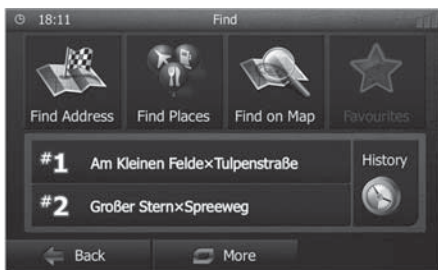 18:11 Find
Find Address Find Places Find on Map Favourites
#1 Am Kleinen Felde×Tulpenstraße History
#2 Großer Stern×Spreeweg
Back More